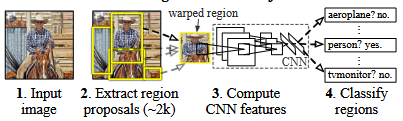 warped region
aeroplane? no.
person? yes.
CNN
tvmonitor? no.
1. Input
image
2. Extract region
proposals (~2k)
3. Compute
CNN features
4. Classify
regions